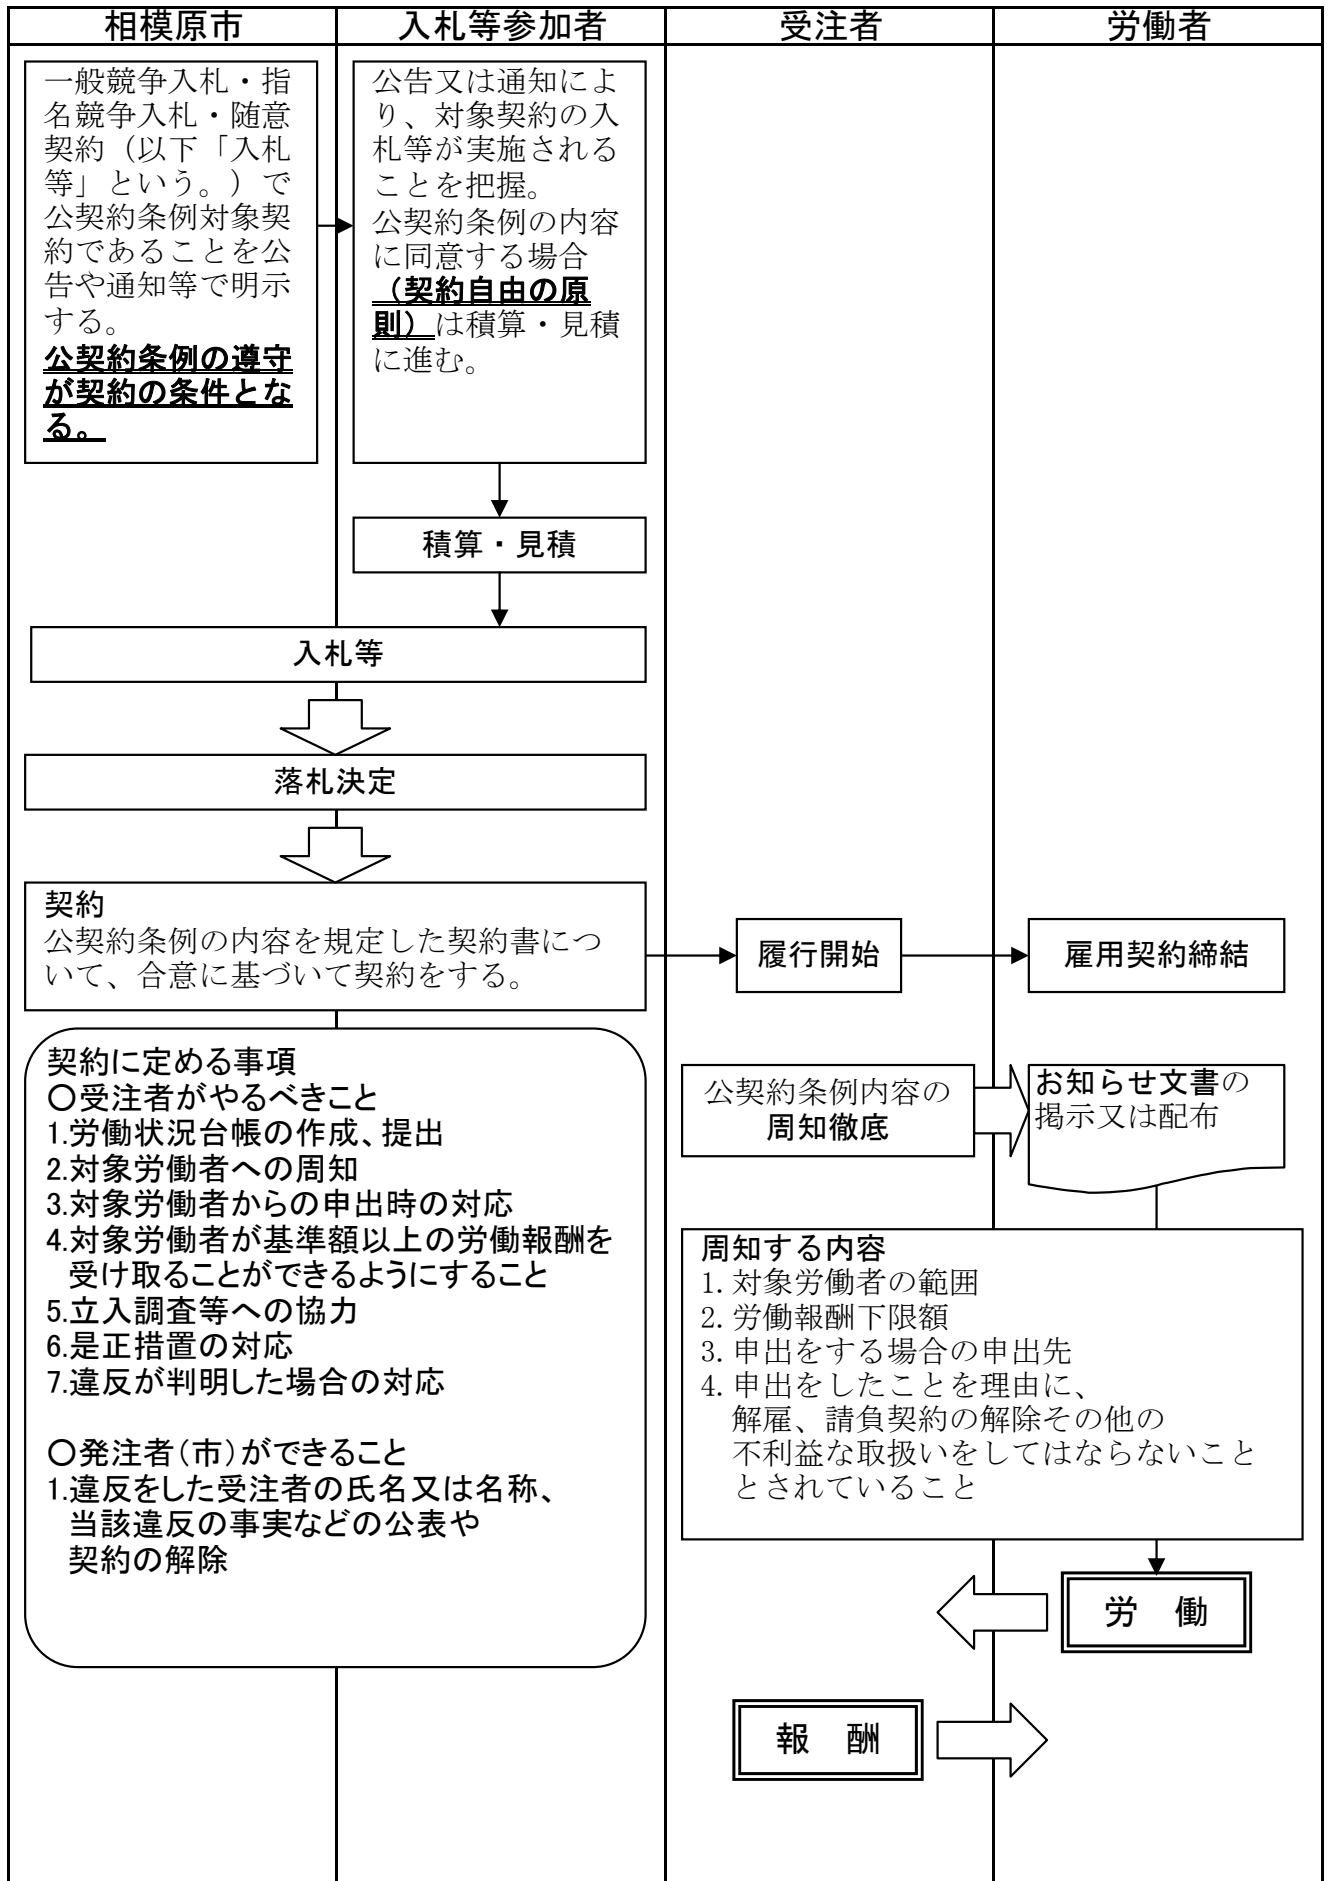 相模原市
入札等参加者
受注者
労働者
一般競争入札・指
名競争入札・随意
契約（以下「入札
等」という。）で
公契約条例対象契
約であることを公
告や通知等で明示
する。
公契約条例の遵守
が契約の条件とな
る。
公告又は通知によ
り、対象契約の入
札等が実施される
ことを把握。
公契約条例の内容
に同意する場合
（契約自由の原
則）は積算・見積
に進む。
積算・見積
入札等
落札決定
契約
公契約条例の内容を規定した契約書につ
いて、合意に基づいて契約をする。
履行開始
雇用契約締結
契約に定める事項
○受注者がやるべきこと
1.労働状況台帳の作成、提出
2.対象労働者への周知
3.対象労働者からの申出時の対応
4.対象労働者が基準額以上の労働報酬を
受け取ることができるようにすること
5.立入調査等への協力
6.是正措置の対応
7.違反が判明した場合の対応
○発注者（市）ができること
1.違反をした受注者の氏名又は名称、
当該違反の事実などの公表や
契約の解除
公契約条例内容の
周知徹底
お知らせ文書の
掲示又は配布
周知する内容
1.対象労働者の範囲
2.労働報酬下限額
3.申出をする場合の申出先
4.申出をしたことを理由に、
解雇、請負契約の解除その他の
不利益な取扱いをしてはならないこと
とされていること
労　働
報　酬